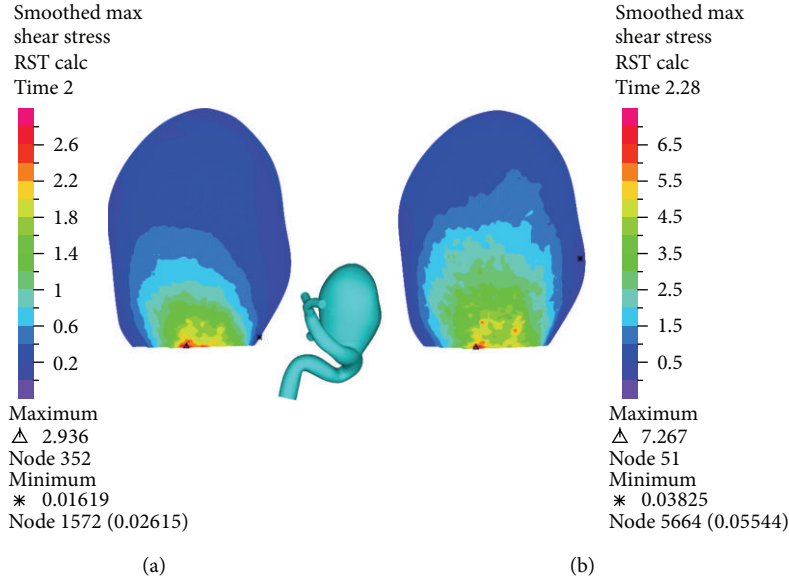 Smoothed max
shear stress
RST calc
Time 2
2.6
2.2
1.8
1.4
1
0.6
0.2
Maximum
2.936
Node 352
Minimum
0.01619
Node 1572 (0.02615)
(a)
Smoothed max
shear stress
RST calc
Time 2.28
6.5
5.5
4.5
3.5
2.5
1.5
0.5
Maximum
7.267
Node 51
Minimum
0.03825
Node 5664 (0.05544)
(b)